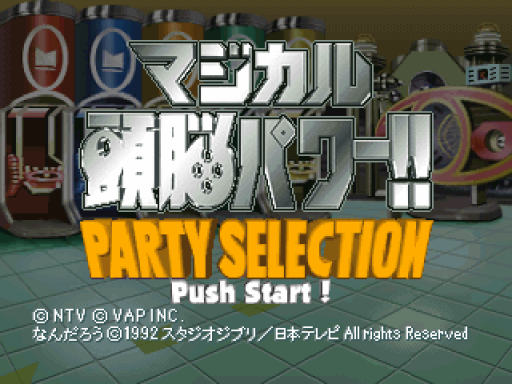 マジカル
頭脳パワー!!
PARTY SELECTION
Push Start !
© NTV © VAP INC.
なんだろう ©1992 スタジオジブリ／日本テレビ All rights Reserved